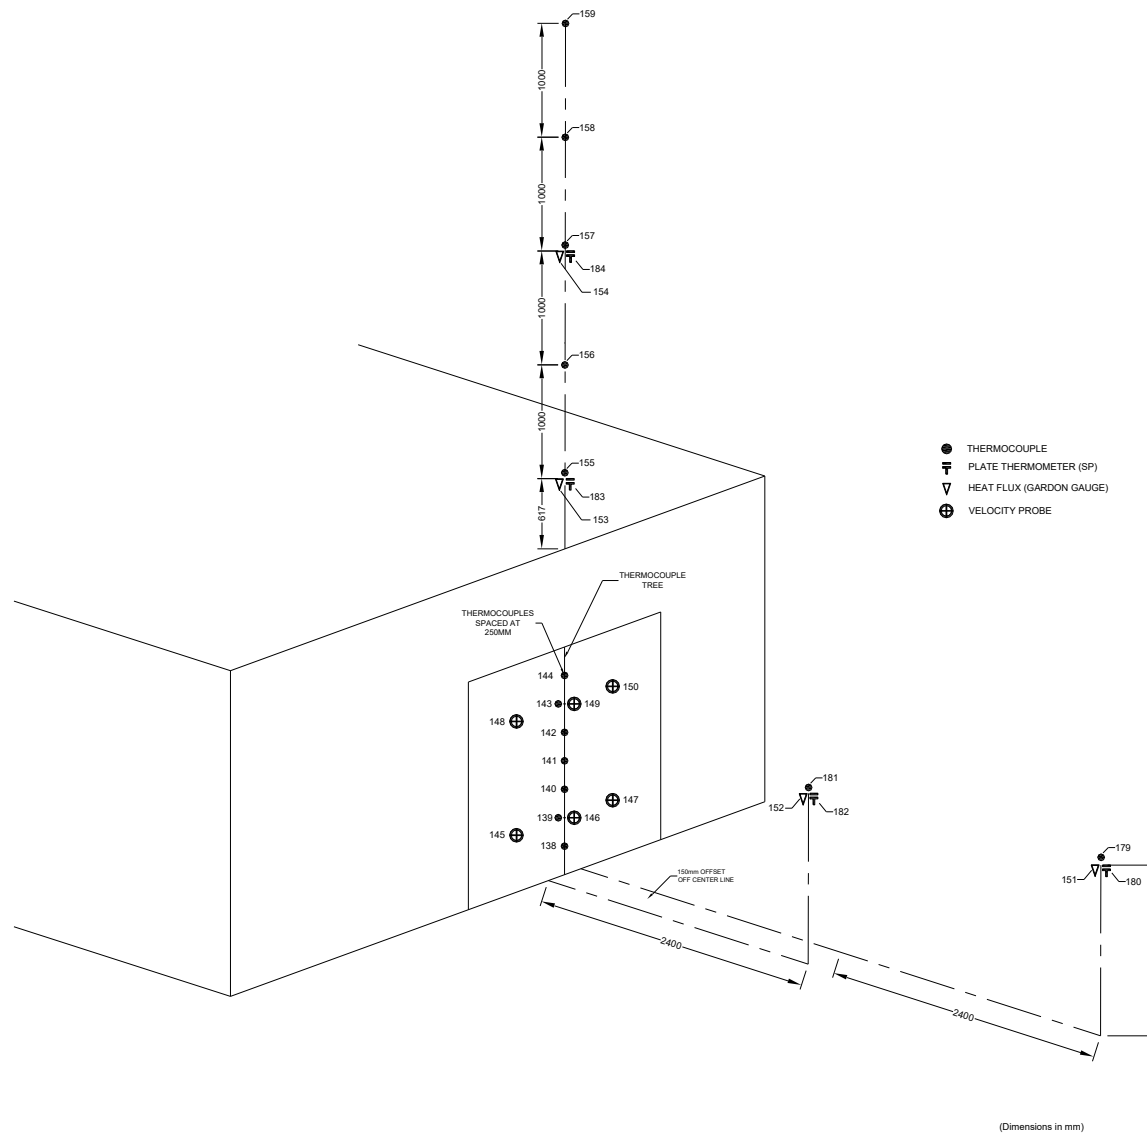 159
1000
158
1000
157
184
154
1000
156
1000
155
183
153
617
THERMOCOUPLE
PLATE THERMOMETER (SP)
HEAT FLUX (GARDON GAUGE)
VELOCITY PROBE
THERMOCOUPLE
TREE
THERMOCOUPLES
SPACED AT
250MM
144
150
143
149
148
142
141
140
147
139
146
145
138
181
152
182
179
151
180
150mm OFFSET
OFF CENTER LINE
2400
2400
(Dimensions in mm)